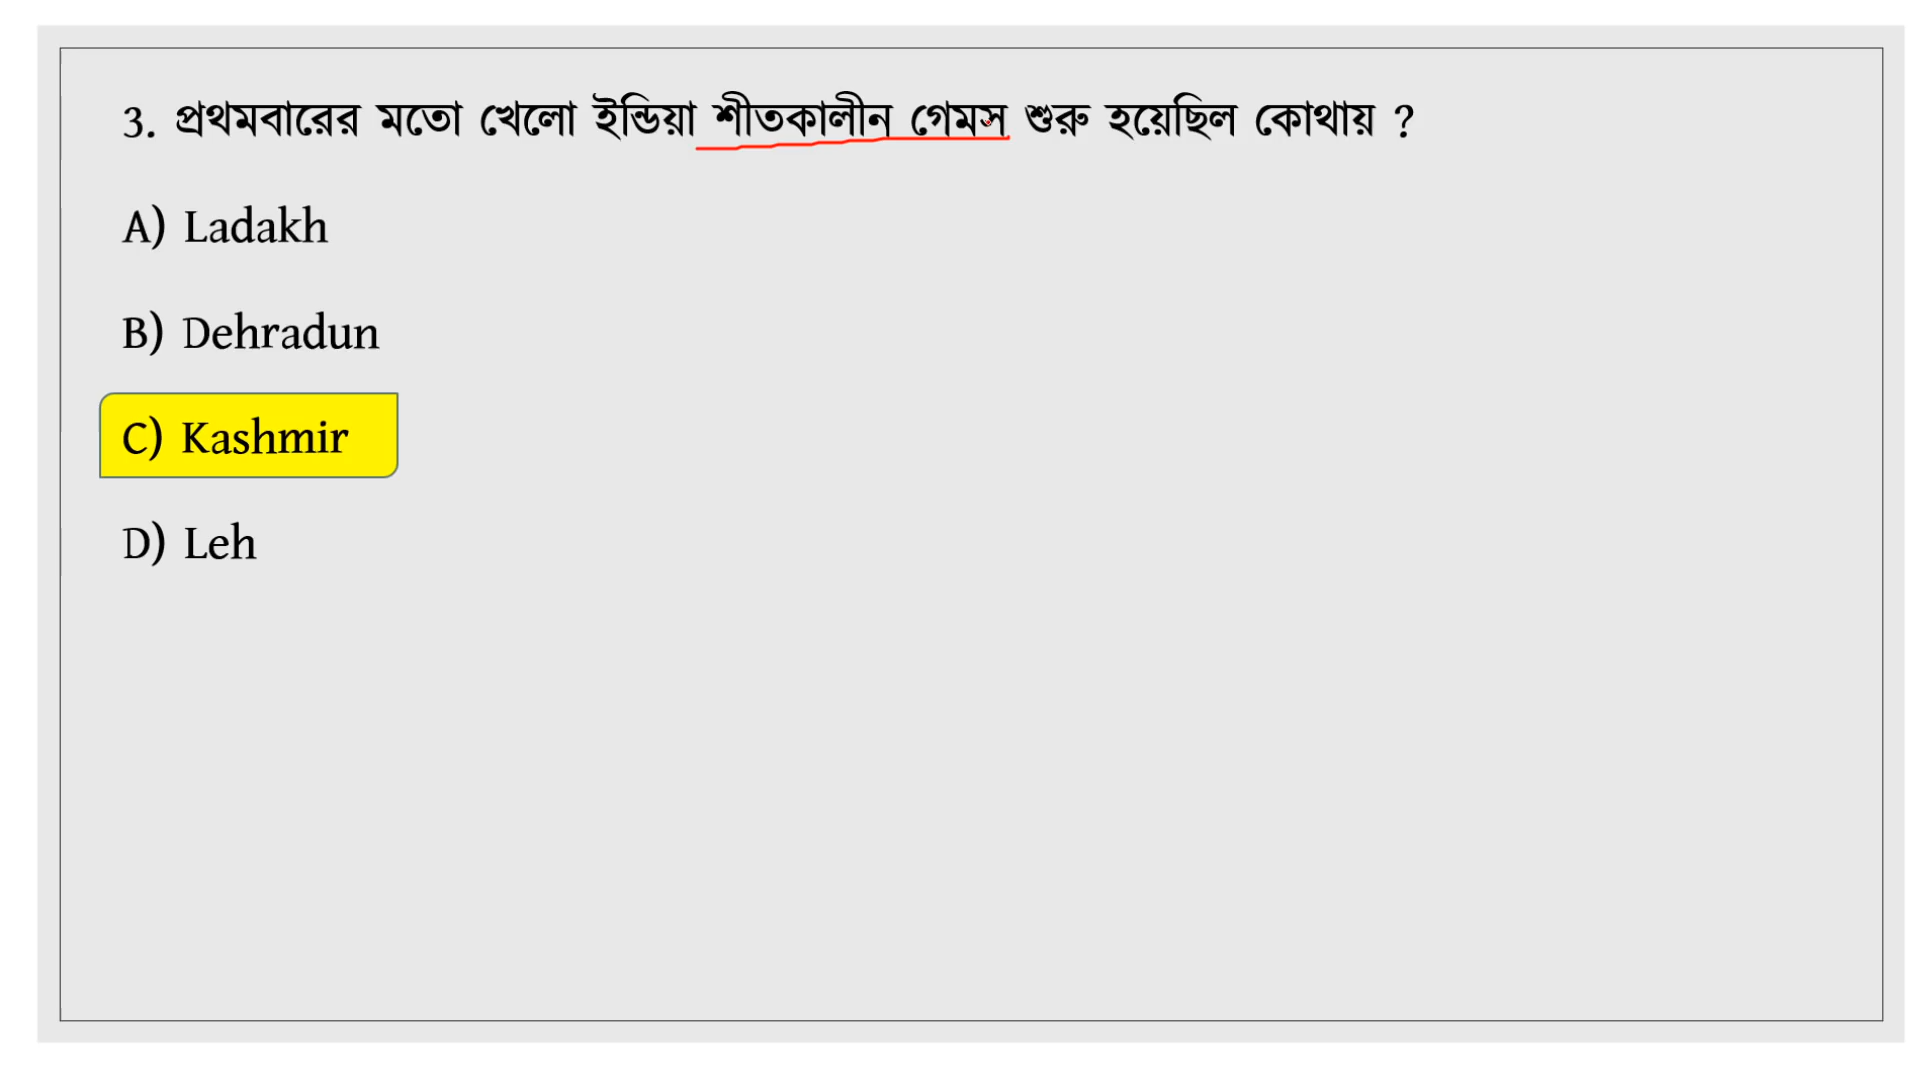 3. প্রথমবারের মতো খেলো ইন্ডিয়া শীতকালীন গেমস শুরু হয়েছিল কোথায় ?
A) Ladakh
B) Dehradun
C) Kashmir
D) Leh